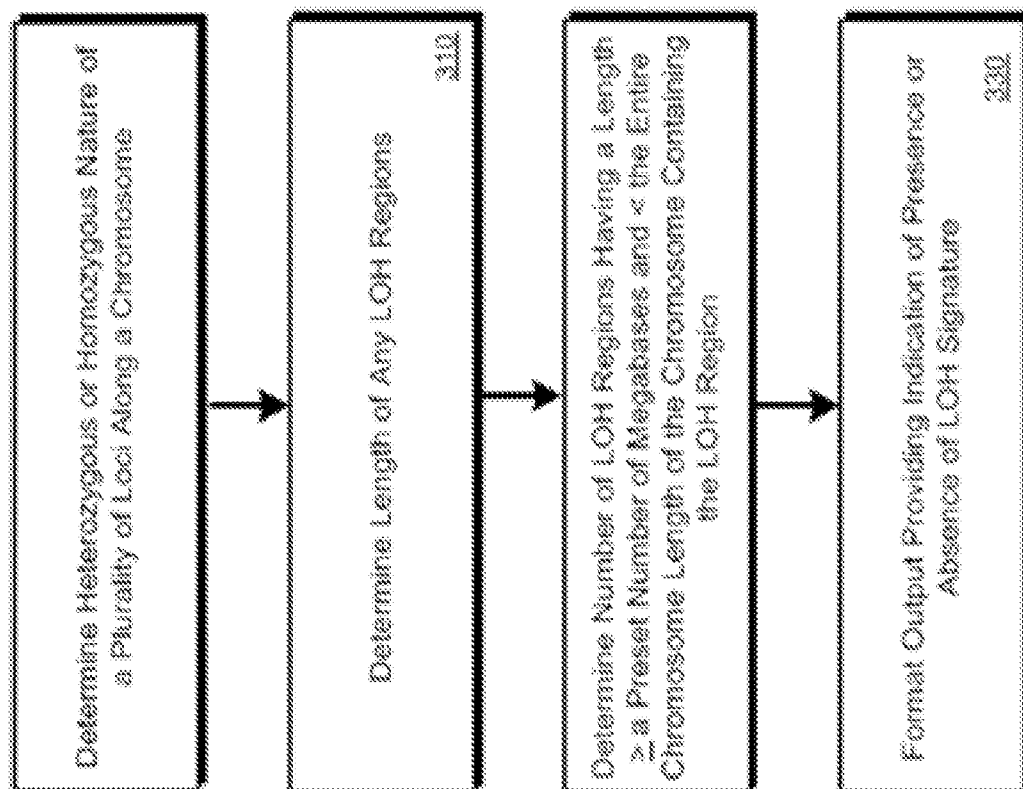 Determine Heterozygous or Homozygous Nature of
a Plurality of Loci Along a Chromosome
Determine Length of Any LOH Regions
310
Determine Number of LOH Regions Having a Length
≥ a Preset Number of Megabases and < the Entire
Chromosome Length of the Chromosome Containing
the LOH Region
Format Output Providing Indication of Presence or
Absence of LOH Signature
330